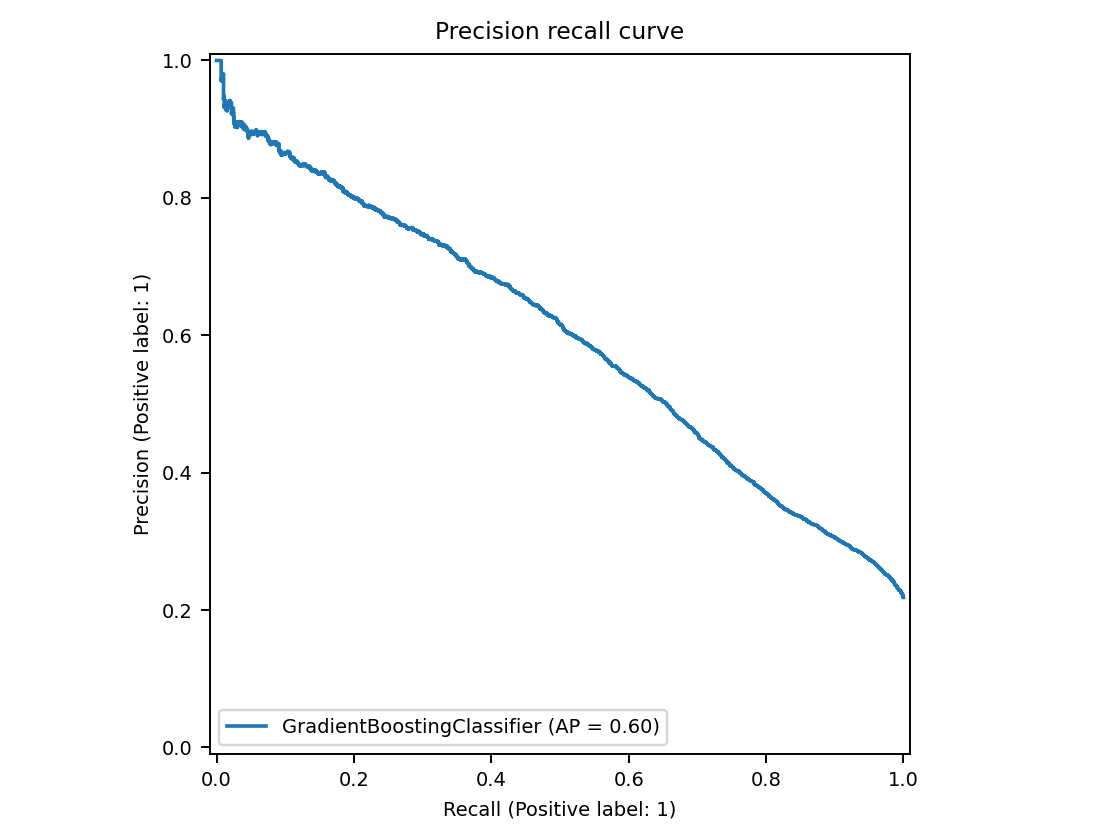 Precision recall curve
1.0
0.8
0.6
0.4
0.2
0.0
Precision (Positive label: 1)
GradientBoostingClassifier (AP = 0.60)
0.0 0.2 0.4 0.6 0.8 1.0
Recall (Positive label: 1)